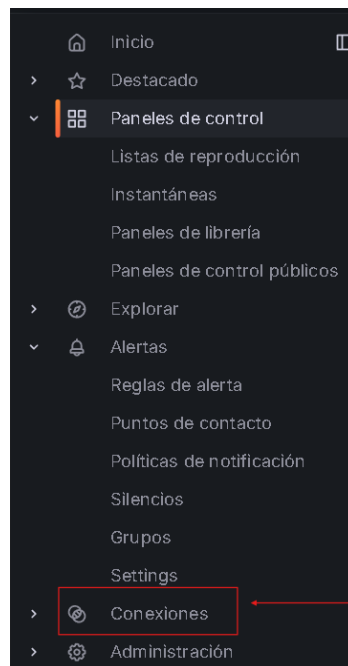 Inicio
Destacado
Paneles de control
Listas de reproducción
Instantáneas
Paneles de librería
Paneles de control públicos
Explorar
Alertas
Reglas de alerta
Puntos de contacto
Políticas de notificación
Silencios
Grupos
Settings
Conexiones
Administración